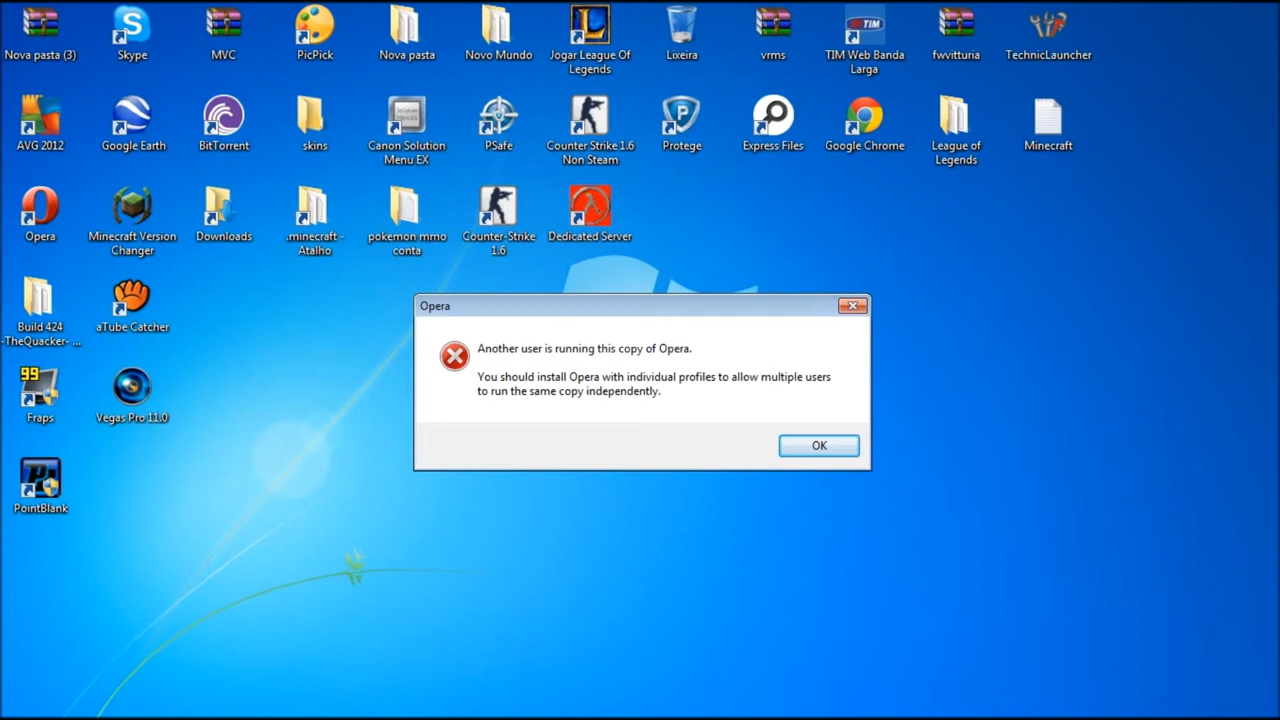 Nova pasta (3)
Skype
MVC
PicPick
Nova pasta
Novo Mundo
Jogar League Of
Legends
Lixeira
vrms
TIM
TIM Web Banda
Larga
fwvitturia
TechnicLauncher
AVG 2012
Google Earth
BitTorrent
skins
Solution
Menu EX
Canon Solution
Menu EX
PSafe
Counter Strike 1.6
Non Steam
Protege
Express Files
Google Chrome
League of
Legends
Minecraft
Opera
Minecraft Version
Changer
Downloads
.minecraft -
Atalho
pokemon mmo
conta
Counter-Strike
1.6
Dedicated Server
Build 424
-TheQuacker- ...
aTube Catcher
99
Fraps
Vegas Pro 11.0
PointBlank
Opera
Another user is running this copy of Opera.
You should install Opera with individual profiles to allow multiple users
to run the same copy independently.
OK